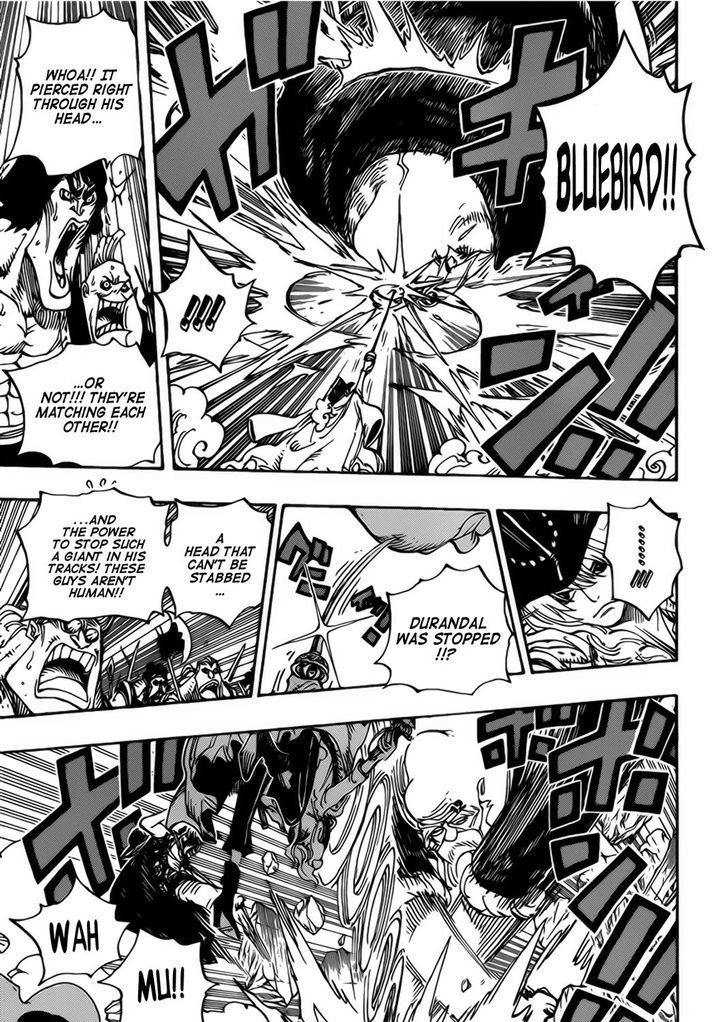 BLUEBIRD!!
!!!!
WHOA!! IT
PIERCED RIGHT
THROUGH HIS
HEAD...
...OR
NOT!!! THEY'RE
MATCHING EACH
OTHER!!
DURANDAL
WAS STOPPED
!!?
A
HEAD THAT
CAN'T BE
STABBED
...
...AND
THE POWER
TO STOP SUCH
A GIANT IN HIS
TRACKS! THESE
GUYS AREN'T
HUMAN!!
WAH
MU!!